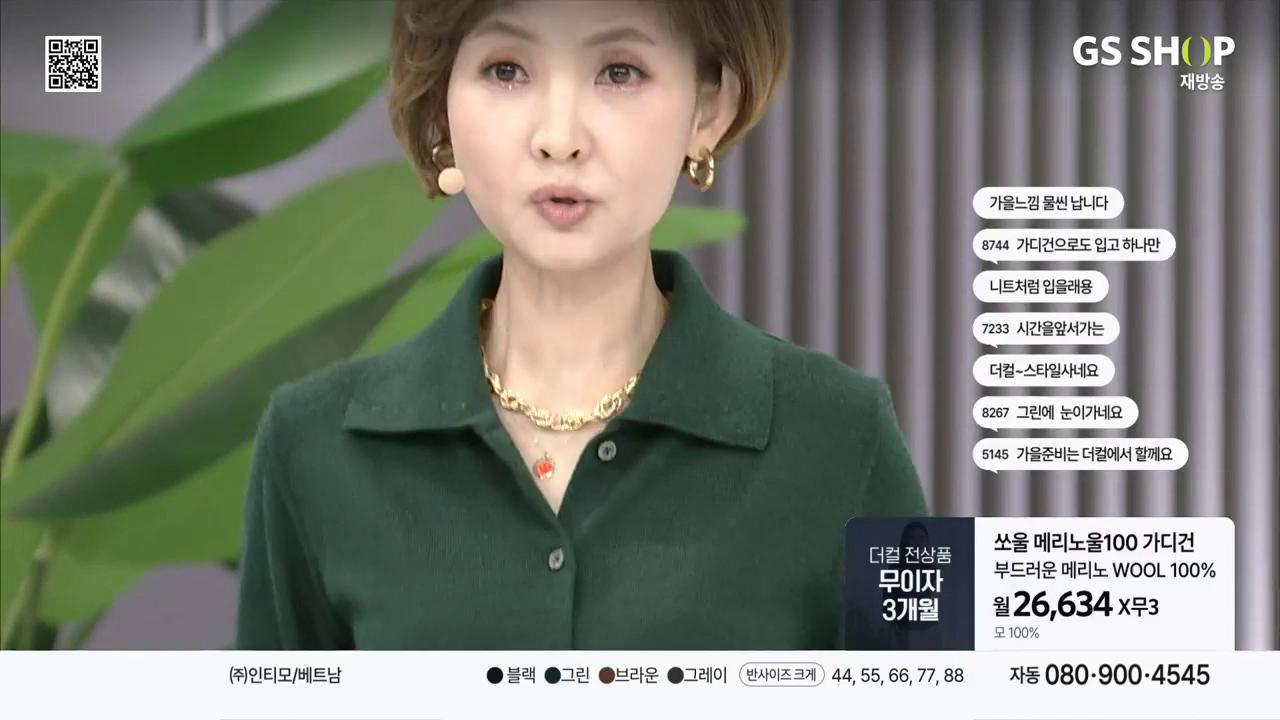 GS SHOP
재방송
가을느낌 물씬 납니다
8744 가디건으로도 입고 하나만
니트처럼 입을래용
7233 시간을앞서가는
더컬~스타일사네요
8267 그린에 눈이가네요
5145 가을준비는 더컬에서 할께요
더컬 전상품
무이자
3개월
쏘울 메리노울100 가디건
부드러운 메리노 WOOL 100%
월 26,634 X무3
모 100%
㈜인티모/베트남
블랙 그린 브라운 그레이 반사이즈 크게 44, 55, 66, 77, 88
자동 080·900·4545